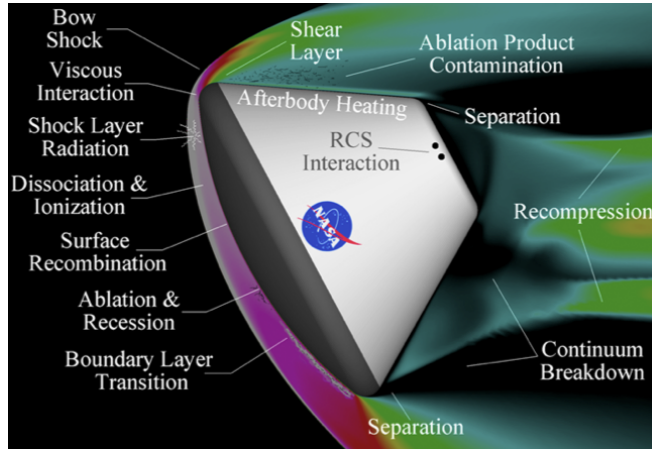 Bow
Shock
Shear
Layer
Ablation Product
Contamination
Viscous
Interaction
Afterbody Heating
Separation
Shock Layer
Radiation
RCS
Interaction
Dissociation &
Ionization
NASA
Recompression
Surface
Recombination
Ablation &
Recession
Boundary Layer
Transition
Continuum
Breakdown
Separation